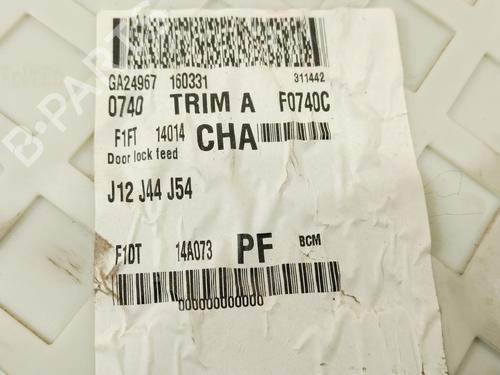 GA24967 160331 311442
0740 TRIM A F0740C
F1FT 14014 CHA
Door lock feed
J12 J44 J54
F1DT 14A073 PF BCM
000000000000
B-PARTS